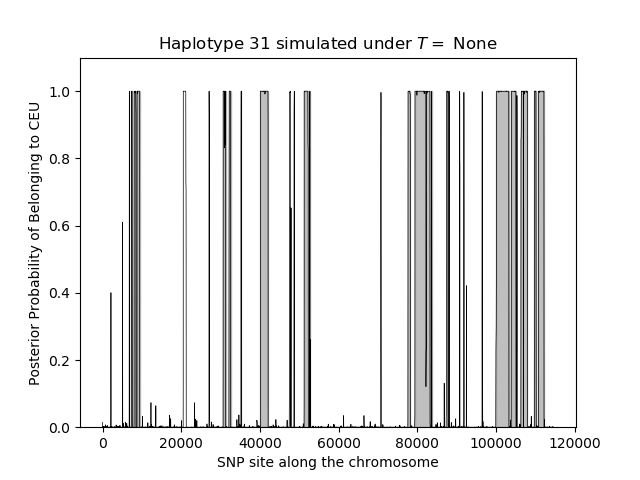 Haplotype 31 simulated under T = None
Posterior Probability of Belonging to CEU
1.0
0.8
0.6
0.4
0.2
0.0
0 20000 40000 60000 80000 100000 120000
SNP site along the chromosome